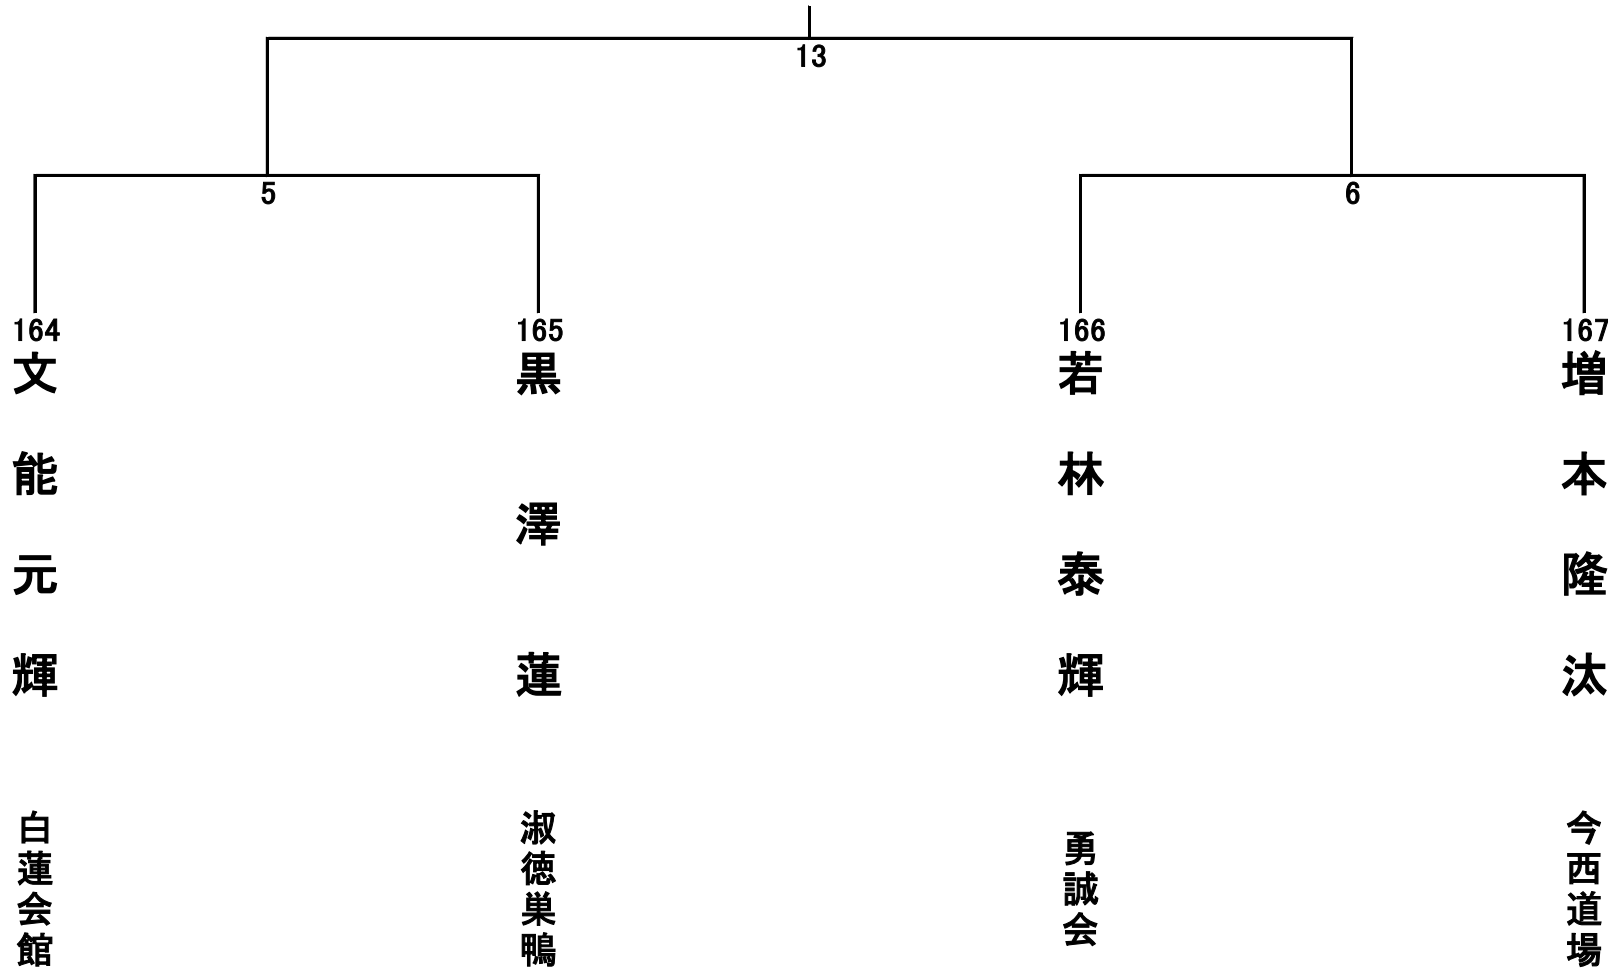 13
5
6
164
文能元輝
白蓮会館
165
黒澤蓮
淑徳巣鴨
166
若林泰輝
勇誠会
167
増本隆汰
今西道場